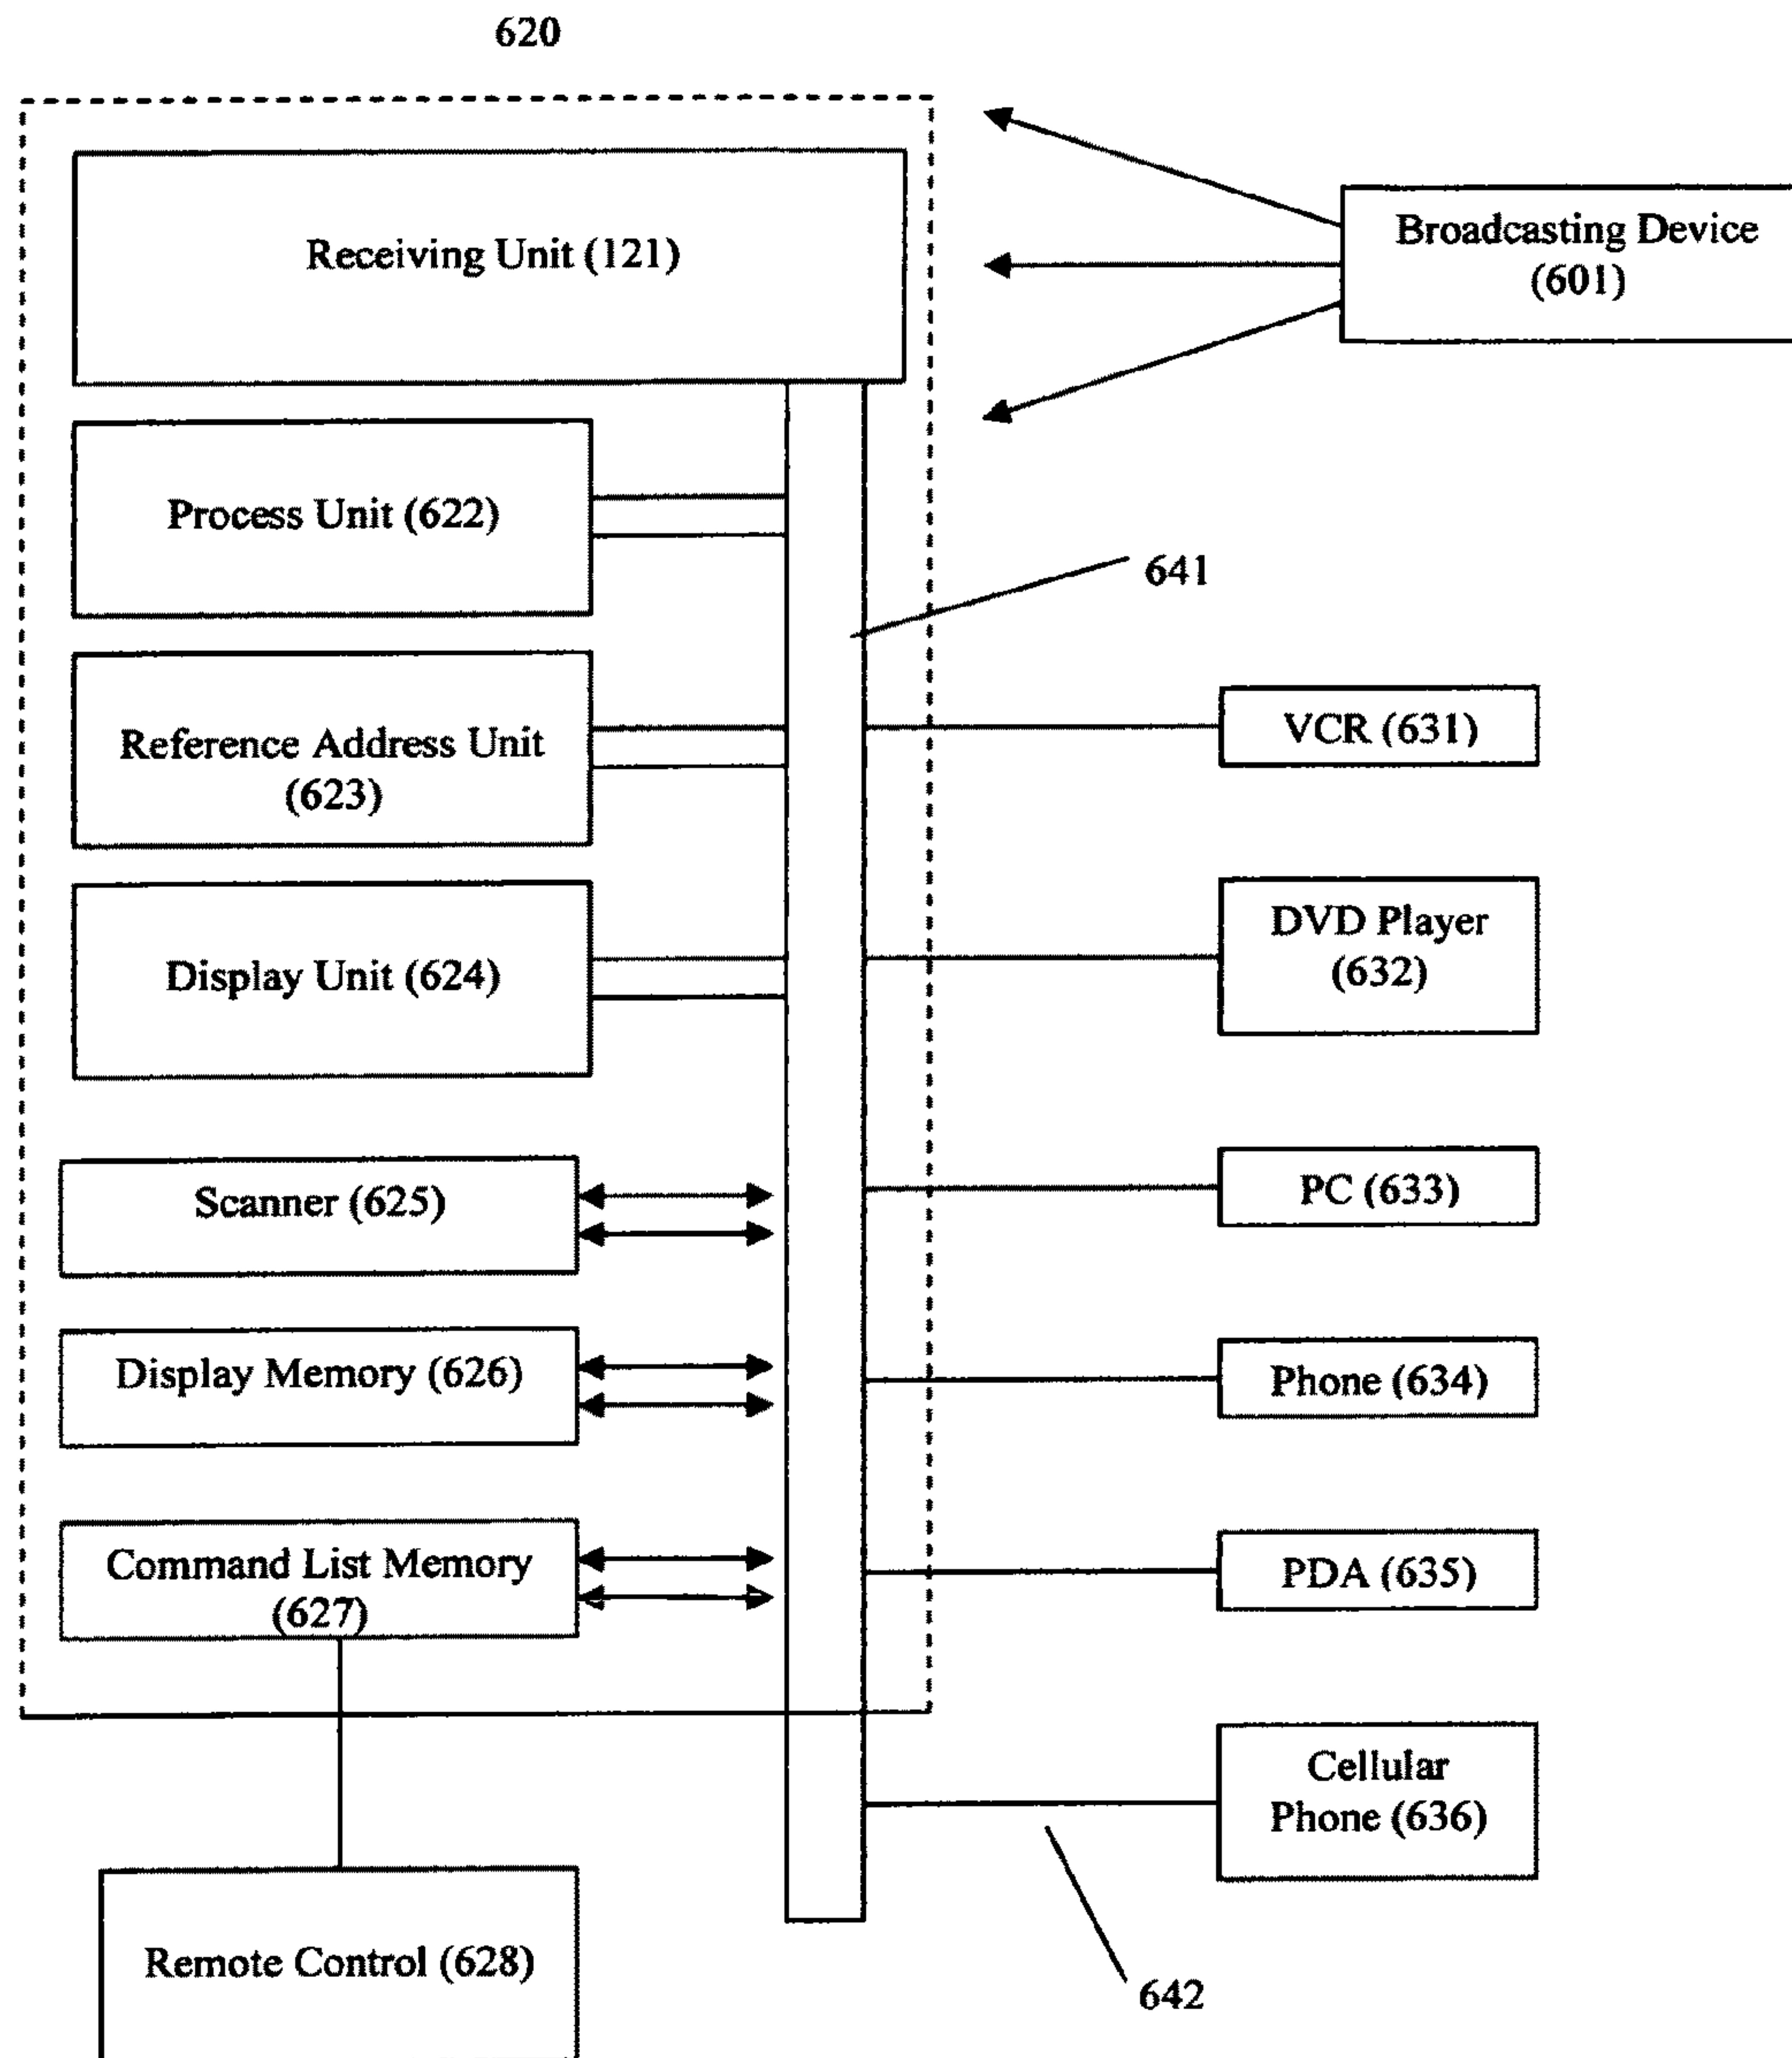 620
Receiving Unit (121)
Broadcasting Device
(601)
Process Unit (622)
641
Reference Address Unit
(623)
VCR (631)
DVD Player
(632)
Display Unit (624)
Scanner (625)
PC (633)
Display Memory (626)
Phone (634)
Command List Memory
(627)
PDA (635)
Cellular
Phone (636)
Remote Control (628)
642